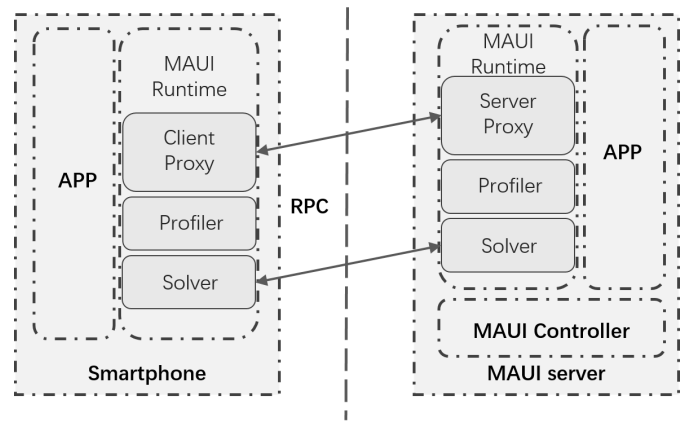 MAUI
Runtime
Client
Proxy
APP
Profiler
Solver
Smartphone
RPC
MAUI
Runtime
Server
Proxy
APP
Profiler
Solver
MAUI Controller
MAUI server